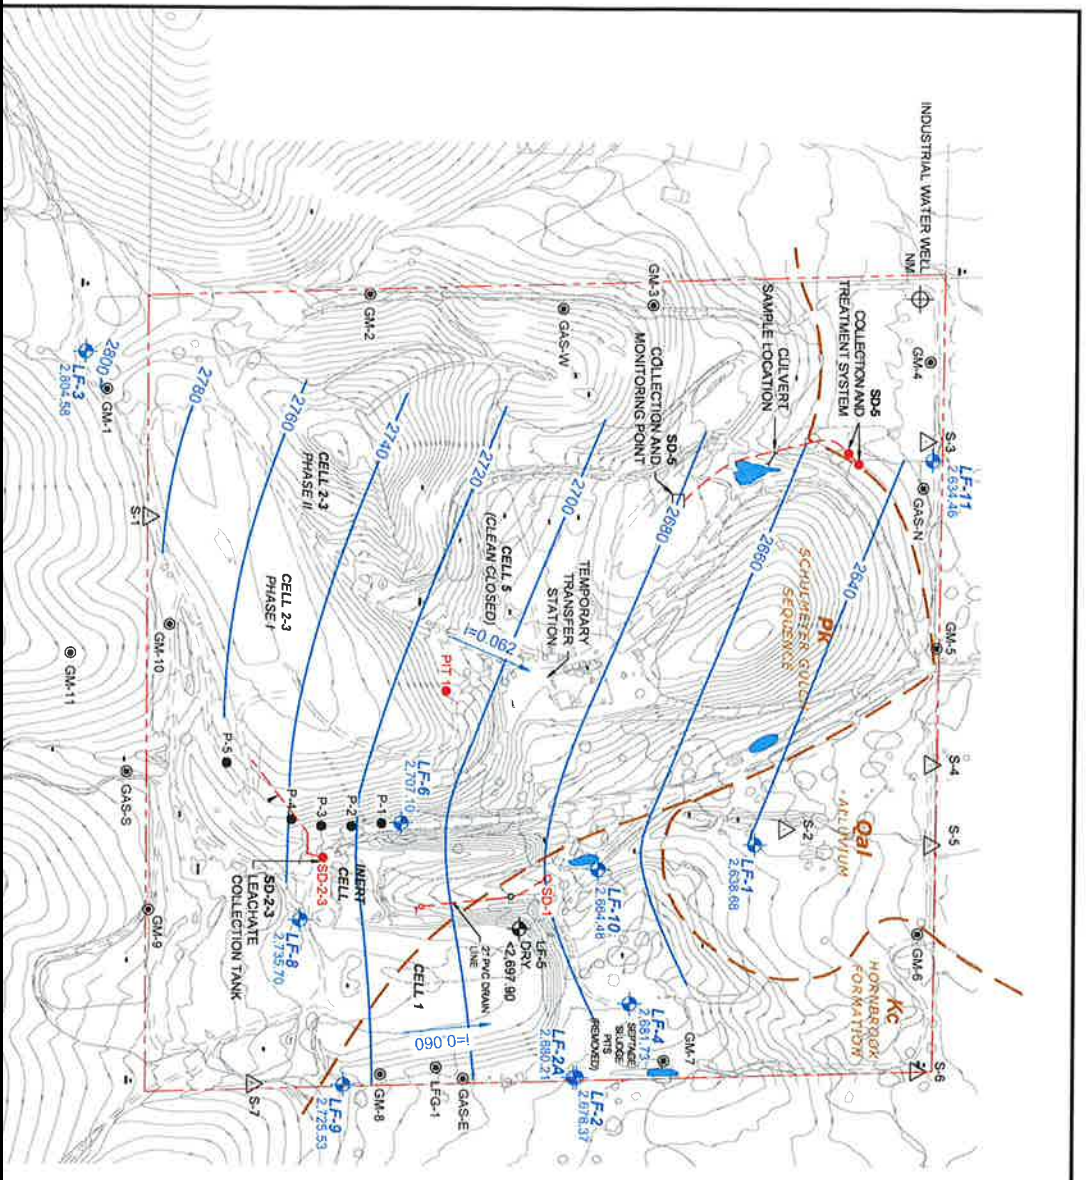 INDUSTRIAL WATER WELL
NM
GM-4
S-3
LF-11
2,634.46
GAS-N
GM-5
S-4
S-5
GM-6
S-6
SD-5
COLLECTION AND
TREATMENT SYSTEM
CULVERT
SAMPLE LOCATION
GM-3
SD-5
COLLECTION AND
MONITORING POINT
GAS-W
GM-2
2640
2660
2680
2700
2720
2740
2760
2780
2800
LF-3
2,804.58
GM-1
PK
SCHULMEYER GULCH
SEQUENCE
Qal
ALLUVIUM
Kc
HORNBROOK
FORMATION
S-2
LF-1
2,638.68
TEMPORARY
TRANSFER
STATION
CELL 5
(CLEAN CLOSED)
i=0.062
PIT 1
CELL 2-3
PHASE II
CELL 2-3
PHASE I
S-1
GM-10
GM-11
LF-6
2,707.10
P-1
P-2
P-3
P-4
P-5
GAS-S
LF-10
2,684.48
SD-1
LF-5
DRY
<2,697.90
2" PVC DRAIN
LINE
INERT
CELL
SD-2-3
SD-2-3
LEACHATE
COLLECTION TANK
LF-8
2,735.70
GM-9
CELL 1
i=0.060
LF-4
2,681.73
SEPTAGE
SLUDGE
PITS
(REMOVED)
GM-7
LF-2A
2,680.21
LF-2
2,678.37
GAS-E
LFG-1
GM-8
LF-9
2,725.53
S-7